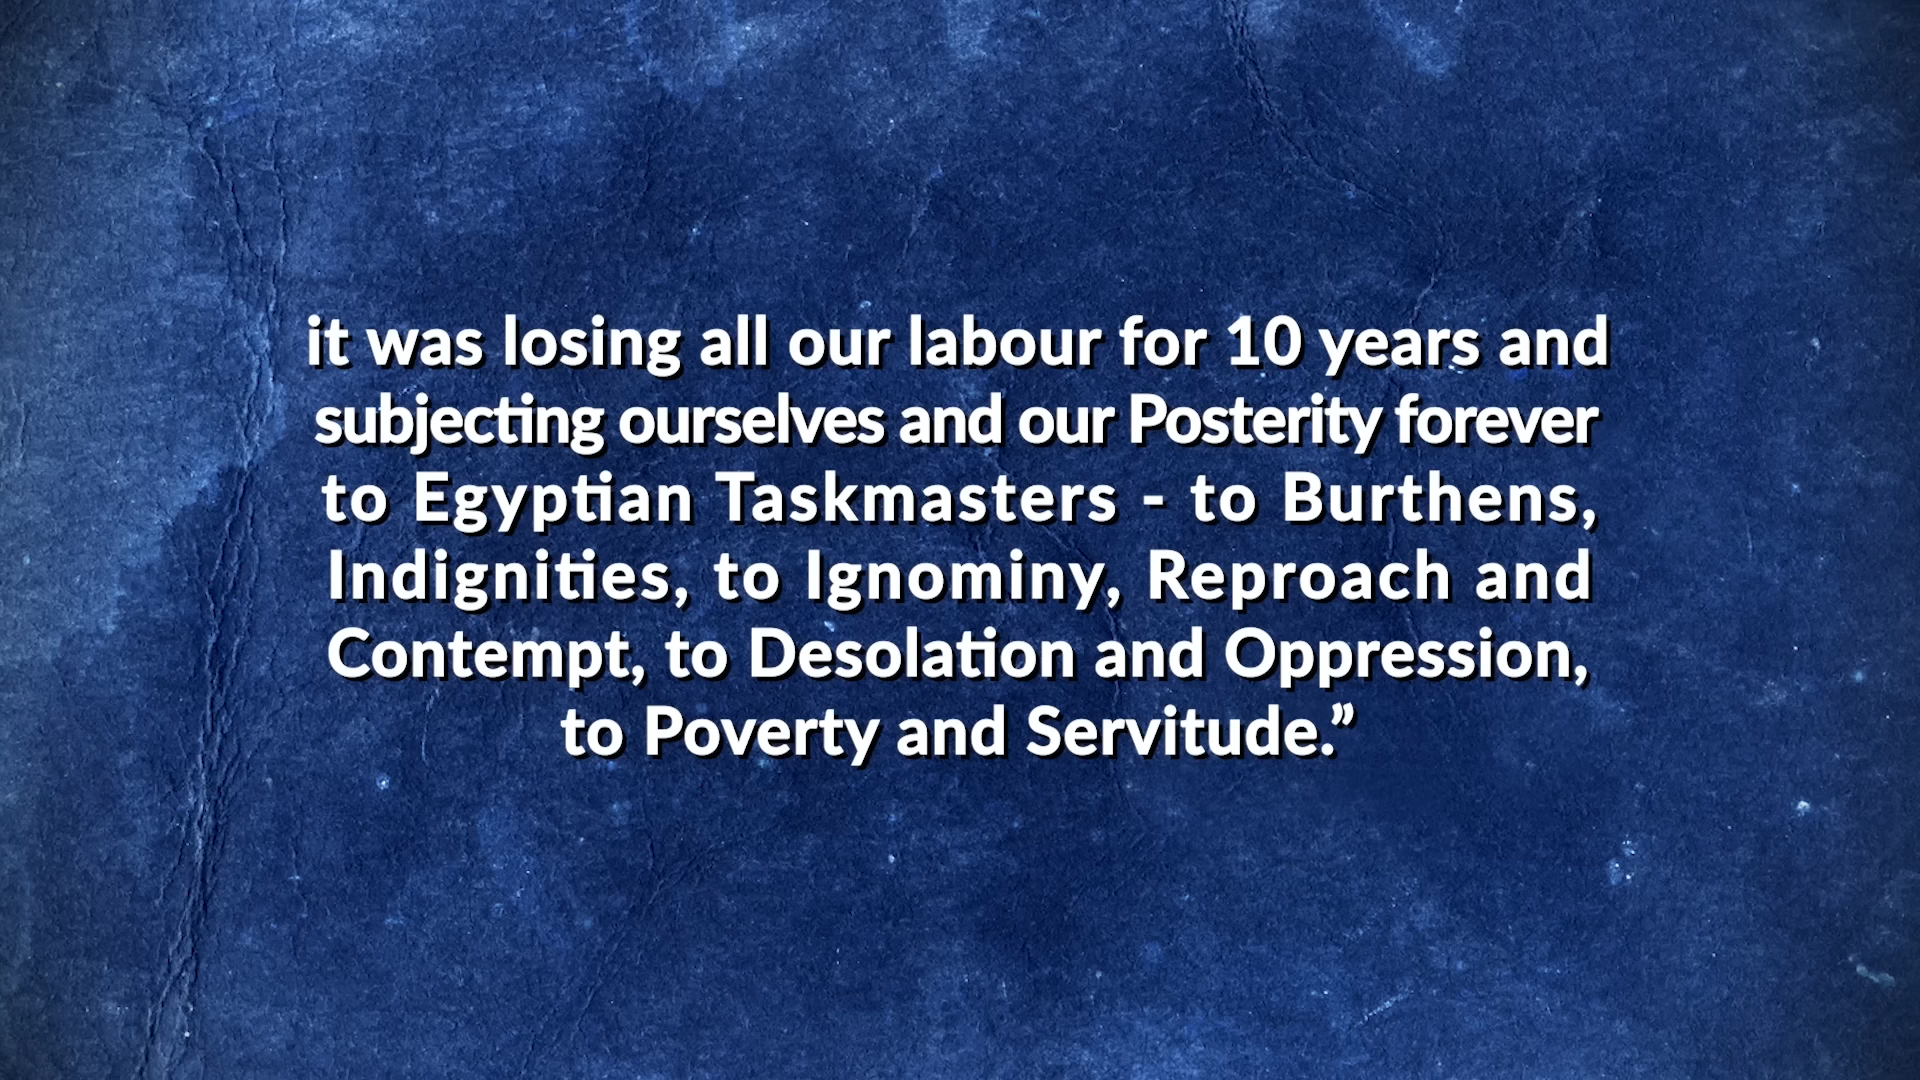 it was losing all our labour for 10 years and
subjecting ourselves and our Posterity forever
to Egyptian Taskmasters - to Burthens,
Indignities, to Ignominy, Reproach and
Contempt, to Desolation and Oppression,
to Poverty and Servitude.”